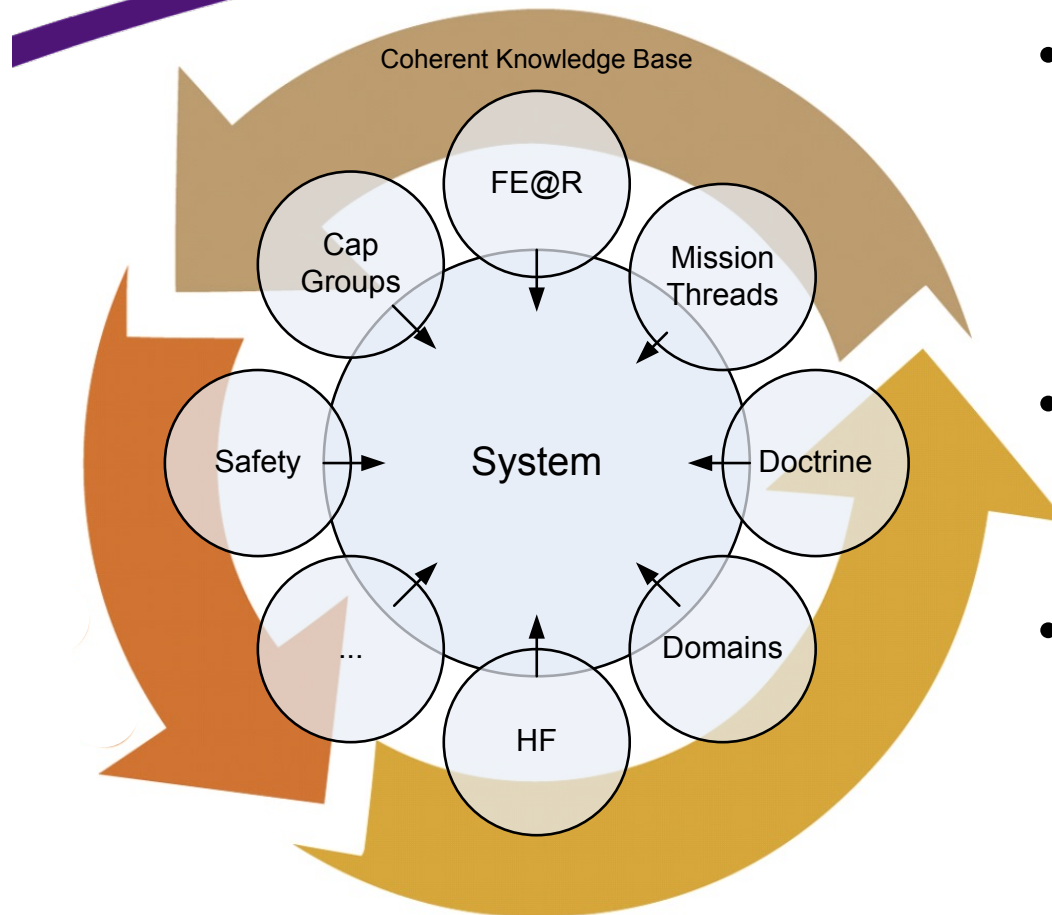 Coherent Knowledge Base
FE@R
Cap
Groups
Mission
Threads
Safety
System
Doctrine
...
Domains
HF